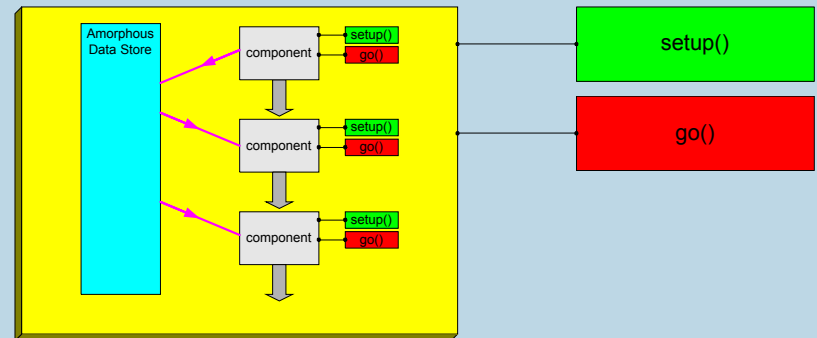 Amorphous
Data Store
component
setup()
go()
component
setup()
go()
component
setup()
go()
setup()
go()